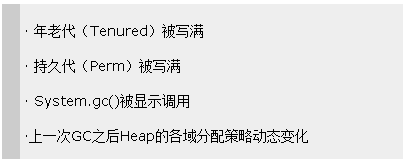 · 年老代（Tenured）被写满
· 持久代（Perm）被写满
· System.gc()被显示调用
·上一次GC之后Heap的各域分配策略动态变化